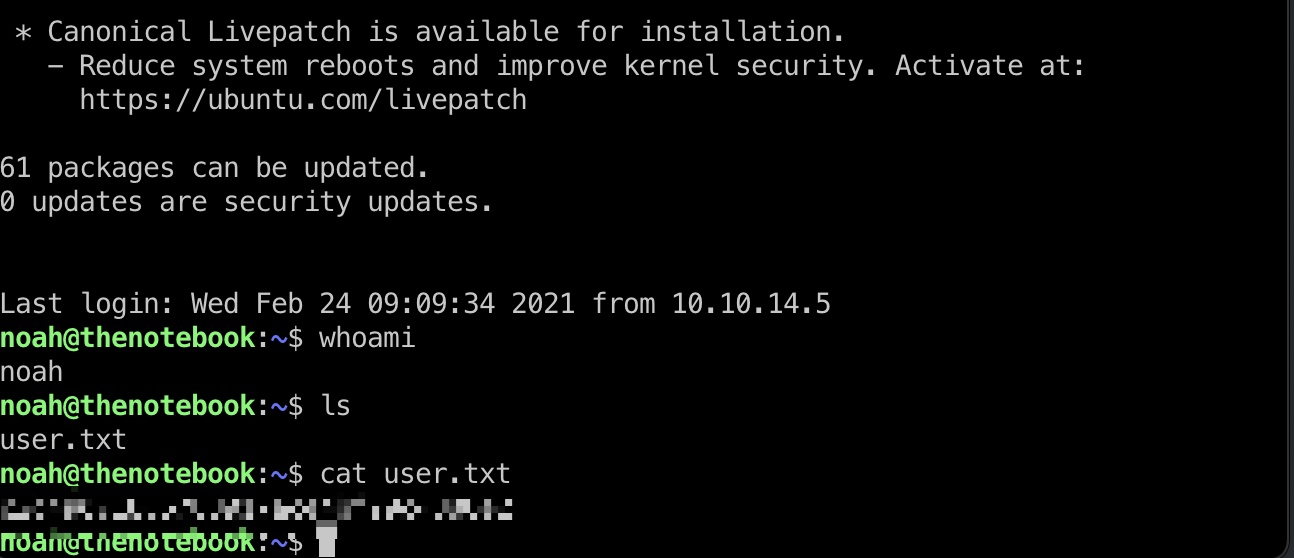 * Canonical Livepatch is available for installation.
- Reduce system reboots and improve kernel security. Activate at:
https://ubuntu.com/livepatch
61 packages can be updated.
0 updates are security updates.
Last login: Wed Feb 24 09:09:34 2021 from 10.10.14.5
noah@thenotebook:~$ whoami
noah
noah@thenotebook:~$ ls
user.txt
noah@thenotebook:~$ cat user.txt
noah@thenotebook:~$